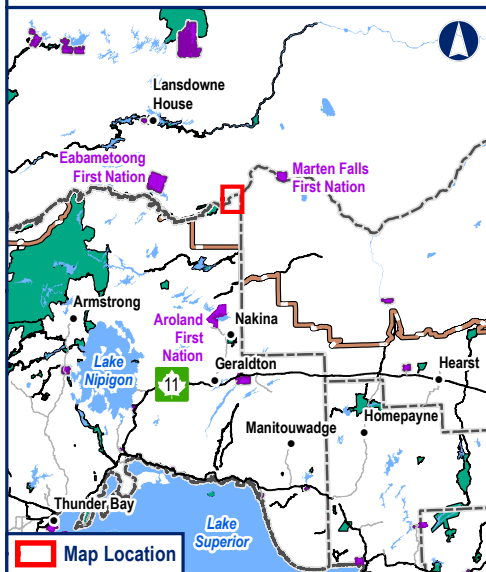 Lansdowne
House
Eabametoong
First Nation
Marten Falls
First Nation
Armstrong
Aroland
First
Nation
Nakina
Lake
Nipigon
11
Geraldton
Hearst
Manitouwadge
Homepayne
Thunder Bay
Lake
Superior
Map Location